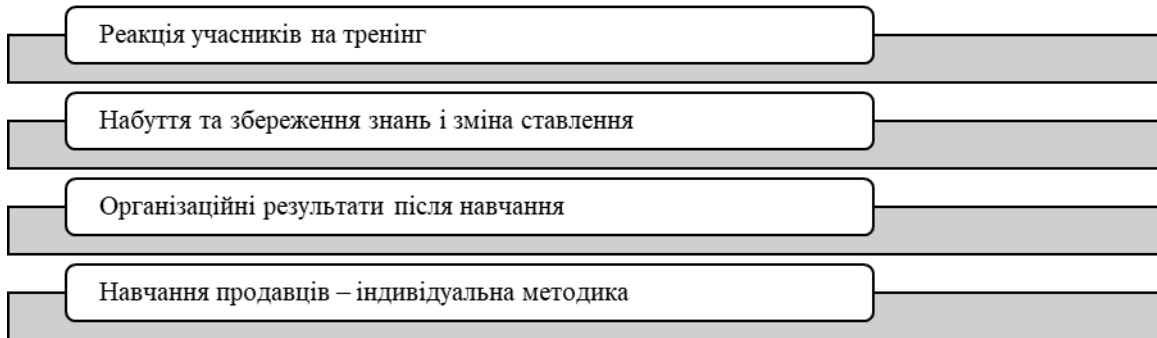 Реакція учасників на тренінг
Набуття та збереження знань і зміна ставлення
Організаційні результати після навчання
Навчання продавців – індивідуальна методика